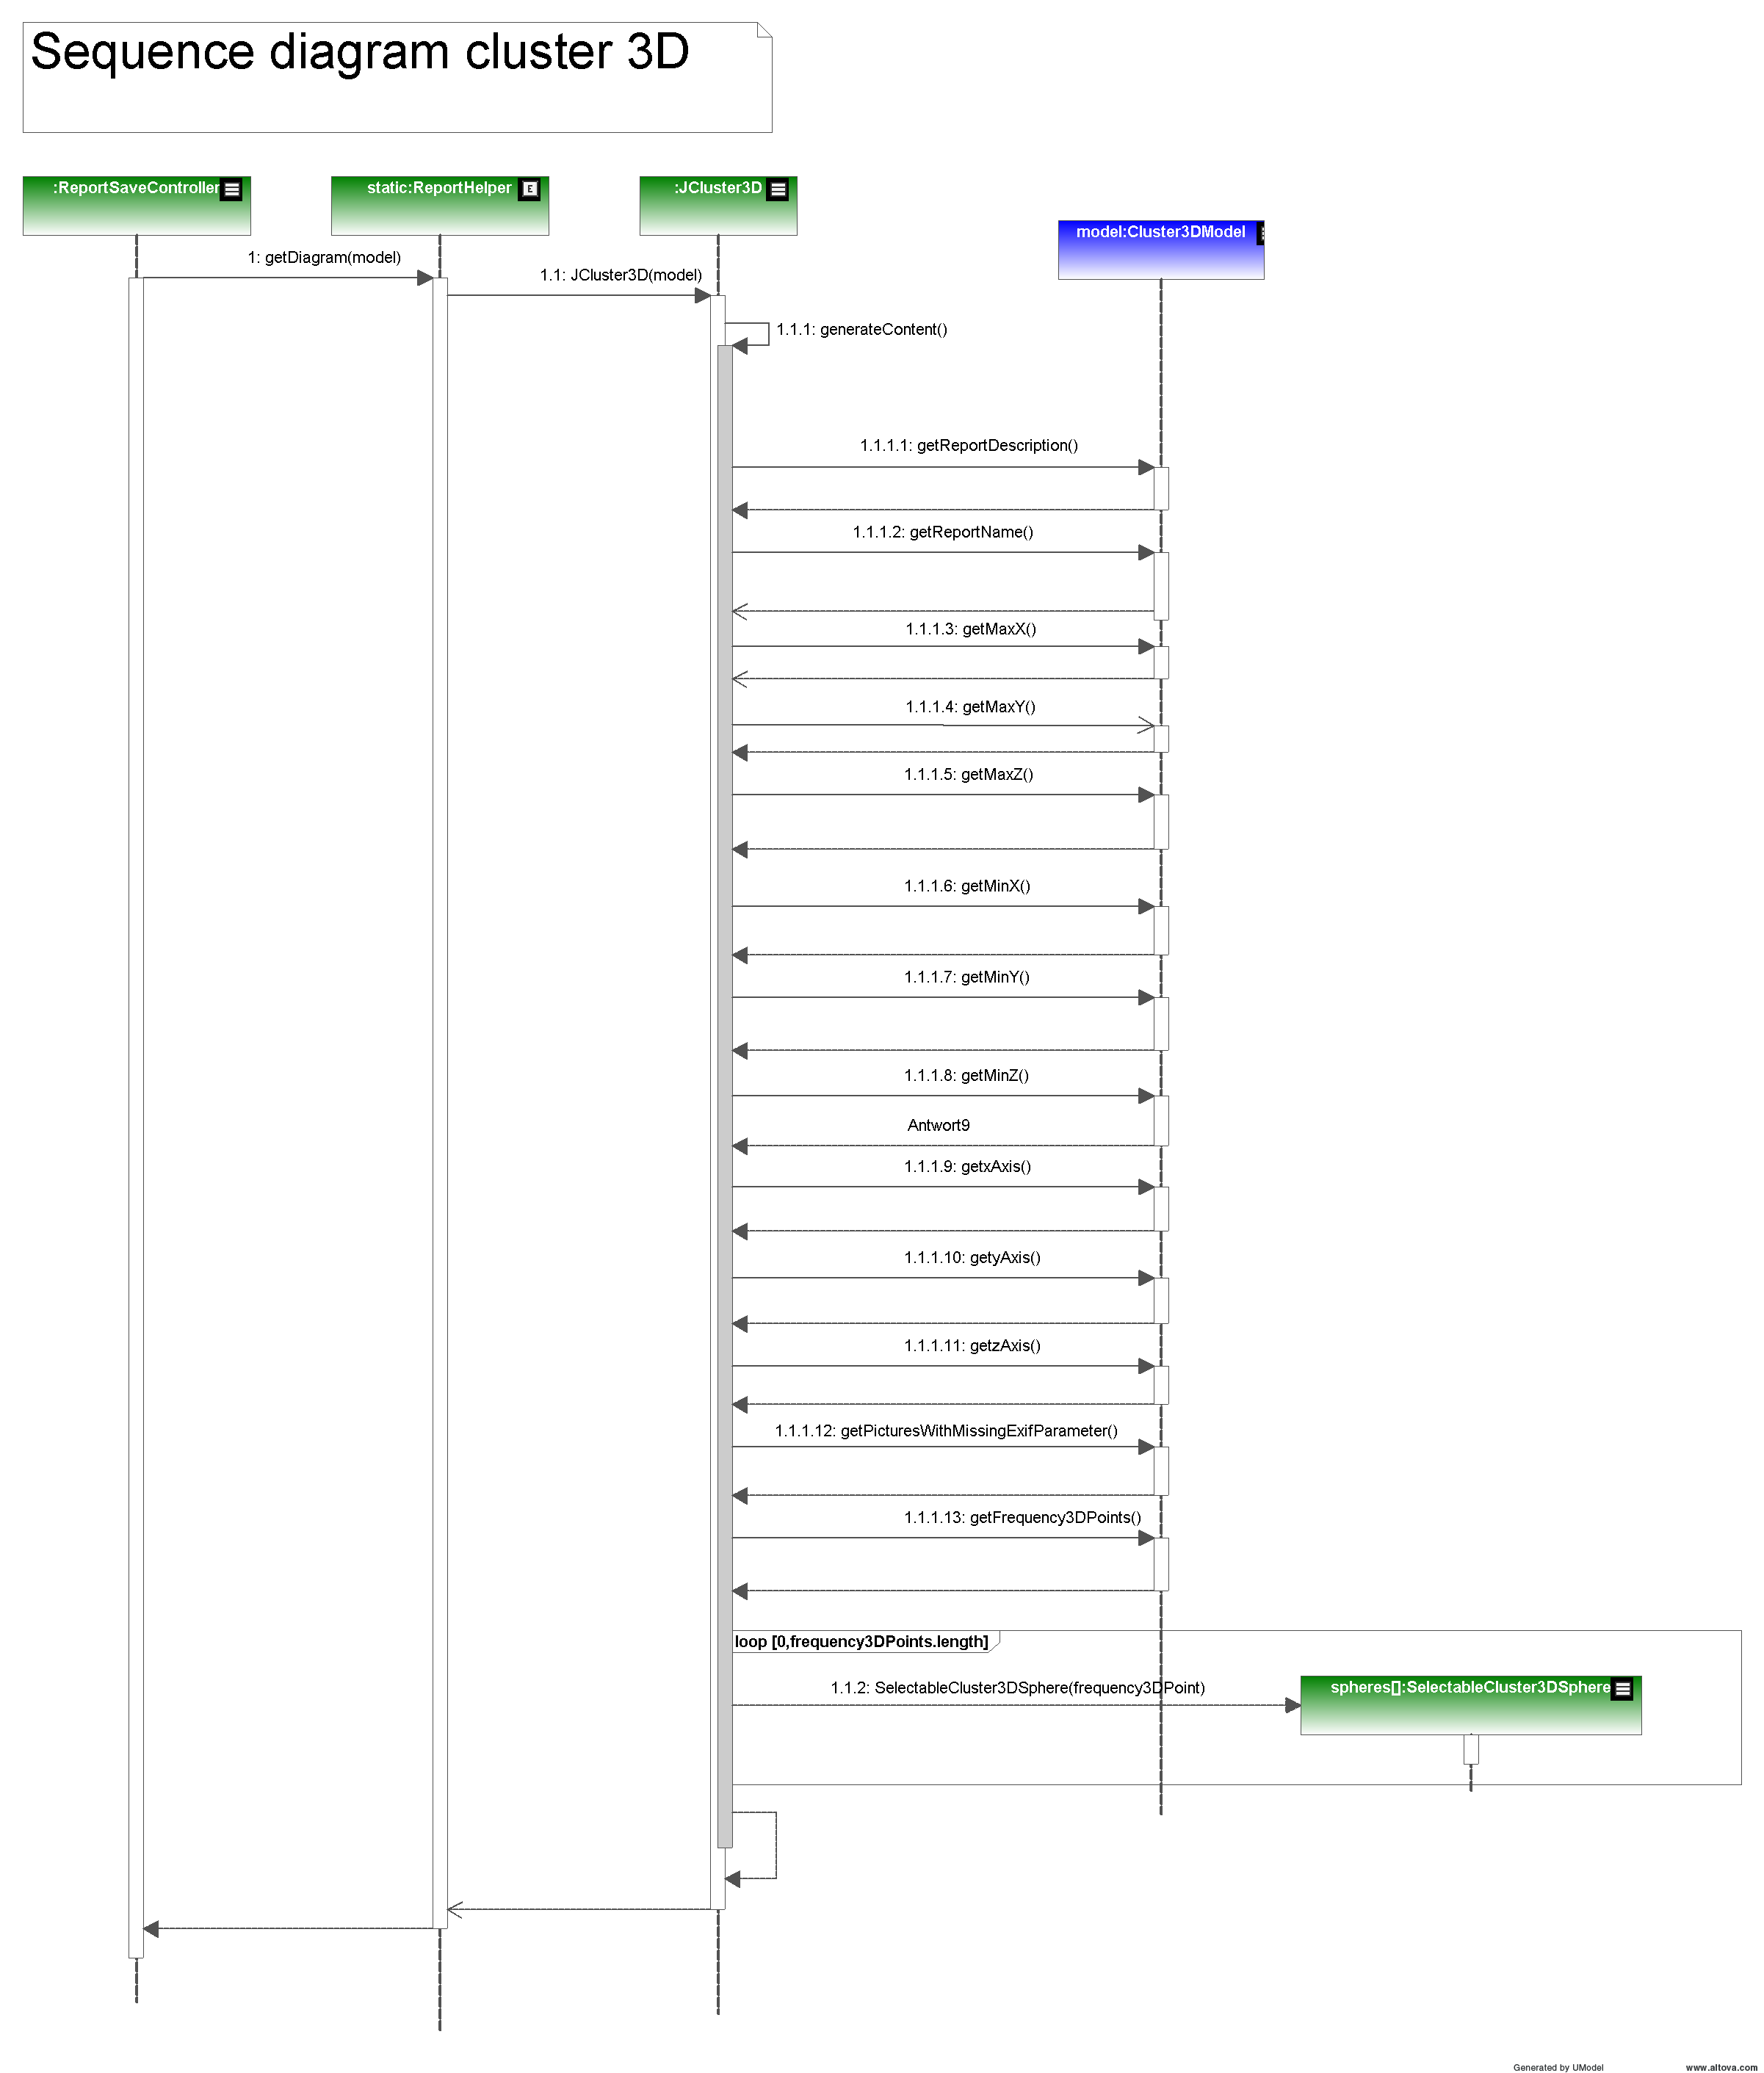 Sequence diagram cluster 3D
:ReportSaveController
static:ReportHelper
E
:JCluster3D
model:Cluster3DModel
1: getDiagram(model)
1.1: JCluster3D(model)
1.1.1: generateContent()
1.1.1.1: getReportDescription()
1.1.1.2: getReportName()
1.1.1.3: getMaxX()
1.1.1.4: getMaxY()
1.1.1.5: getMaxZ()
1.1.1.6: getMinX()
1.1.1.7: getMinY()
1.1.1.8: getMinZ()
Antwort9
1.1.1.9: getxAxis()
1.1.1.10: getyAxis()
1.1.1.11: getzAxis()
1.1.1.12: getPicturesWithMissingExifParameter()
1.1.1.13: getFrequency3DPoints()
loop [0,frequency3DPoints.length]
1.1.2: SelectableCluster3DSphere(frequency3DPoint)
spheres[]:SelectableCluster3DSphere
Generated by UModel
www.altova.com